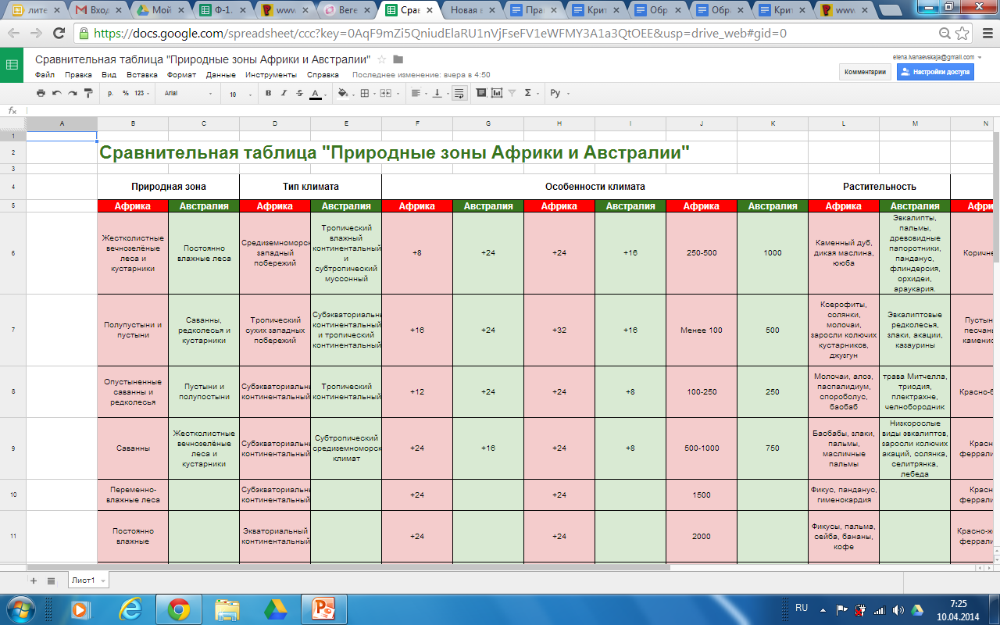 лите
Вход
Мой
Ф-1.
www
Веге
Срав
Новая в
Пра
Крит
Обр
Обра
Крит
www
https://docs.google.com/spreadsheet/ccc?key=0AqF9mZi5QniudElaRU1nVjFseFV1eWFMY3A1a3QtOEE&usp=drive_web#gid=0
Сравнительная таблица "Природные зоны Африки и Австралии"
elena.ivanaevskaja@gmail.com
Файл Правка Вид Вставка Формат Данные Инструменты Справка Последнее изменение: вчера в 4:50
Комментарии Настройки доступа
р. % 123 Arial 10 B I S A Σ Ру
fx
A B C D E F G H I J K L M N
1
2 Сравнительная таблица "Природные зоны Африки и Австралии"
3
4 Природная зона Тип климата Особенности климата Растительность
5 Африка Австралия Африка Австралия Африка Австралия Африка Австралия Африка Австралия Африка Австралия Афри
6
Жестколистные
вечнозелёные
леса и
кустарники
Постоянно
влажные леса
Средиземноморск
западный
побережий
Тропический
влажный
континентальный
и
субтропический
муссонный
+8
+24
+24
+16
250-500
1000
Каменный дуб,
дикая маслина,
ююба
Эвкалипты,
пальмы,
древовидные
папоротники,
панданус,
флиндерсия,
орхидеи,
араукария.
Коричне
7
Полупустыни и
пустыни
Саванны,
редколесья и
кустарники
Тропический
сухих западных
побережий
Субэкваториальн
континентальный
и тропический
континентальный
+16
+24
+32
+16
Менее 100
500
Ксерофиты,
солянки,
молочаи,
заросли колючих
кустарников,
джузгун
Эвкалиптовые
редколесья,
злаки, акации,
казаурины
Пустын
песчань
каменис
8
Опустыненные
саванны и
редколесья
Пустыни и
полупостыни
Субэкваториальн
континентальный
Тропический
континентальный
+12
+24
+24
+8
100-250
250
Молочаи, алоэ,
паспалидиум,
спороболус,
баобаб
трава Митчелла,
триодия,
плектрахне,
челнобородник
Красно-б
9
Саванны
Жестколистные
вечнозелёные
леса и
кустарники
Субэкваториальн
континентальный
Субтропический
средиземноморск
климат
+24
+16
+24
+8
500-1000
750
Баобабы, злаки,
пальмы,
масличные
пальмы
Низкорослые
виды эвкалиптов,
заросли колючих
акаций, солянка,
селитрянка,
лебеда
Красн
феррали
10
Переменно-
влажные леса
Субэкваториальн
континентальный
+24
+24
1500
Фикус, панданус,
гименокардия
Красн
феррали
11
Постоянно
влажные
Экваториальный
континентальный
+24
+24
2000
Фикусы, пальма,
сейба, бананы,
кофе
Красно-ж
феррали
Лист1
RU
7:25
10.04.2014